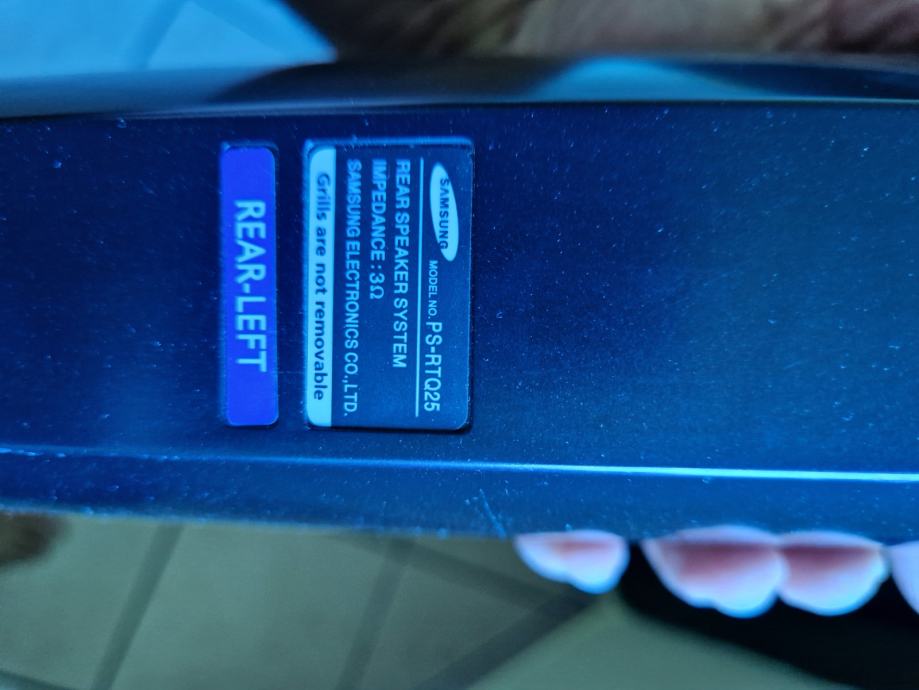 SAMSUNG MODEL NO. PS-RTQ25
REAR SPEAKER SYSTEM
IMPEDANCE : 3Ω
SAMSUNG ELECTRONICS CO., LTD.
Grills are not removable
REAR-LEFT